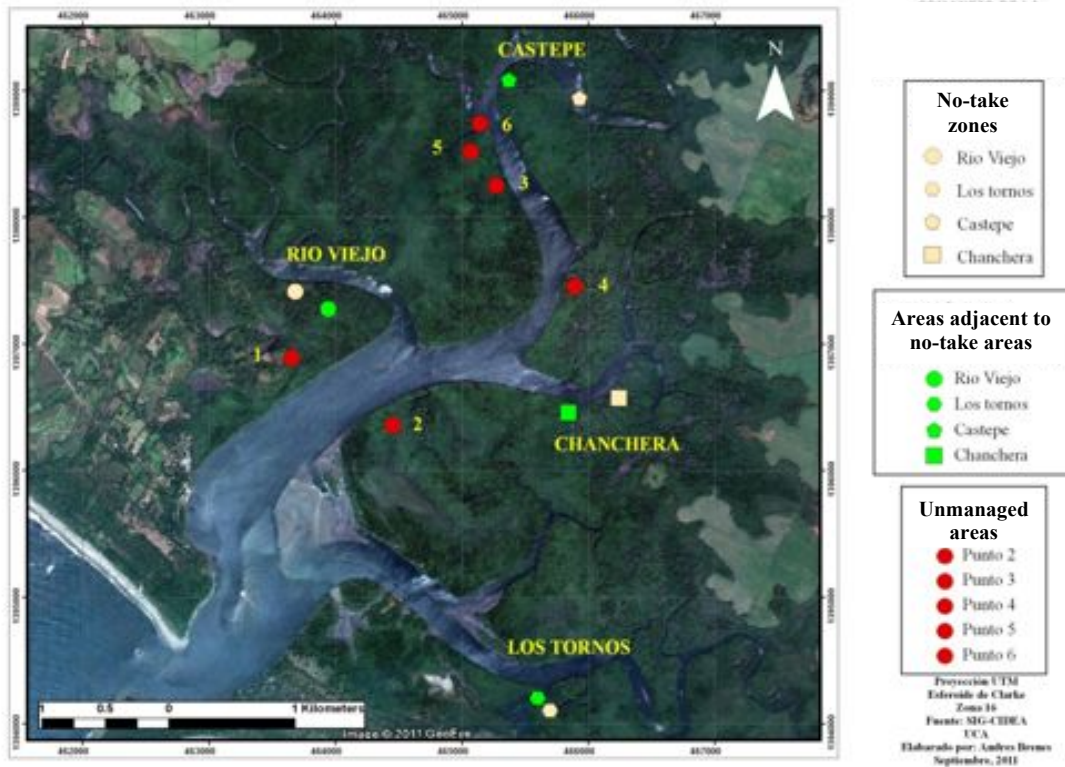 462000 463000 464000 465000 466000 467000
CASTEPE
N
6
5
3
RIO VIEJO
4
1
2
CHANCHERA
LOS TORNOS
1 0.5 0 1 Kilometers
Image © 2011 GeoEye
462000 463000 464000 465000 466000 467000
No-take
zones
Rio Viejo
Los tornos
Castepe
Chanchera
Areas adjacent to
no-take areas
Rio Viejo
Los tornos
Castepe
Chanchera
Unmanaged
areas
Punto 2
Punto 3
Punto 4
Punto 5
Punto 6
Proyección UTM
Esferoide de Clarke
Zona 16
Fuente: SIG-CIDEA
UCA
Elaborado por: Andres Brenes
Septiembre, 2011